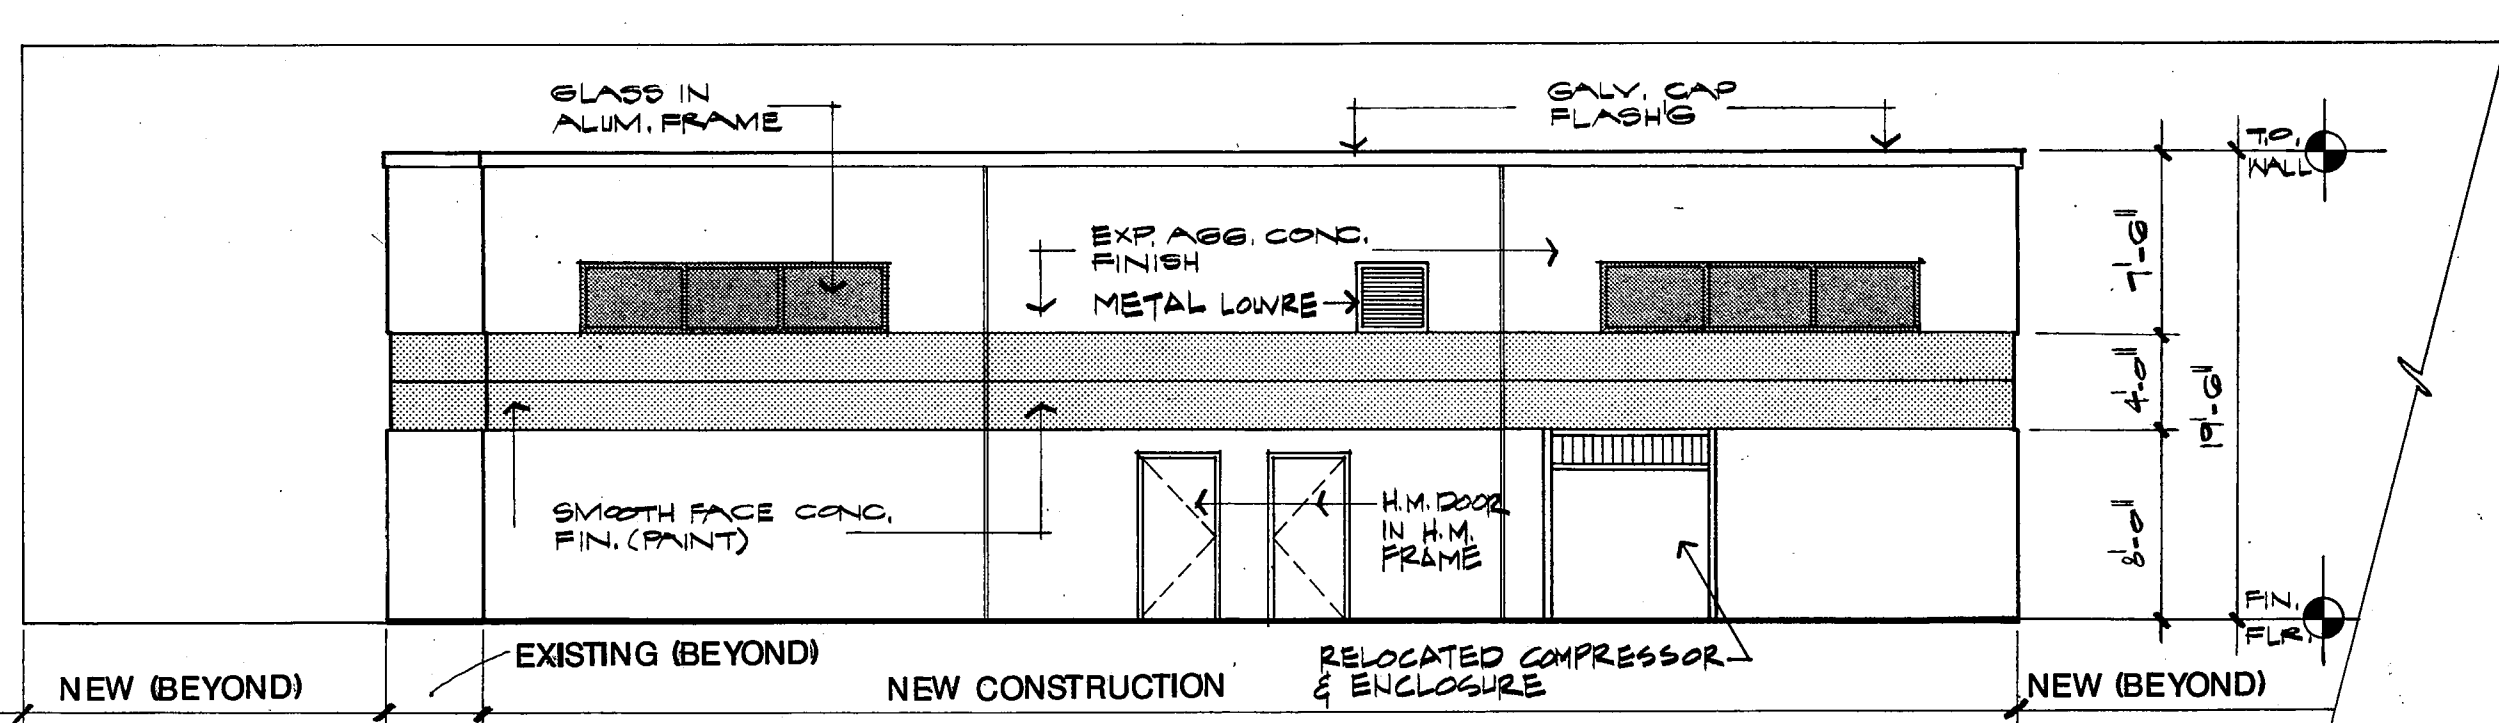 GLASS IN
ALUM. FRAME
GALV. CAP
FLASH'G
T.O.
WALL
EXP. AGG. CONC.
FINISH
METAL LOUVRE
7'-6"
4'-0"
19'-6"
8'-0"
SMOOTH FACE CONC.
FIN. (PAINT)
H.M. DOOR
IN H.M.
FRAME
FIN.
FLR.
EXISTING (BEYOND)
RELOCATED COMPRESSOR
& ENCLOSURE
NEW (BEYOND)
NEW CONSTRUCTION
NEW (BEYOND)